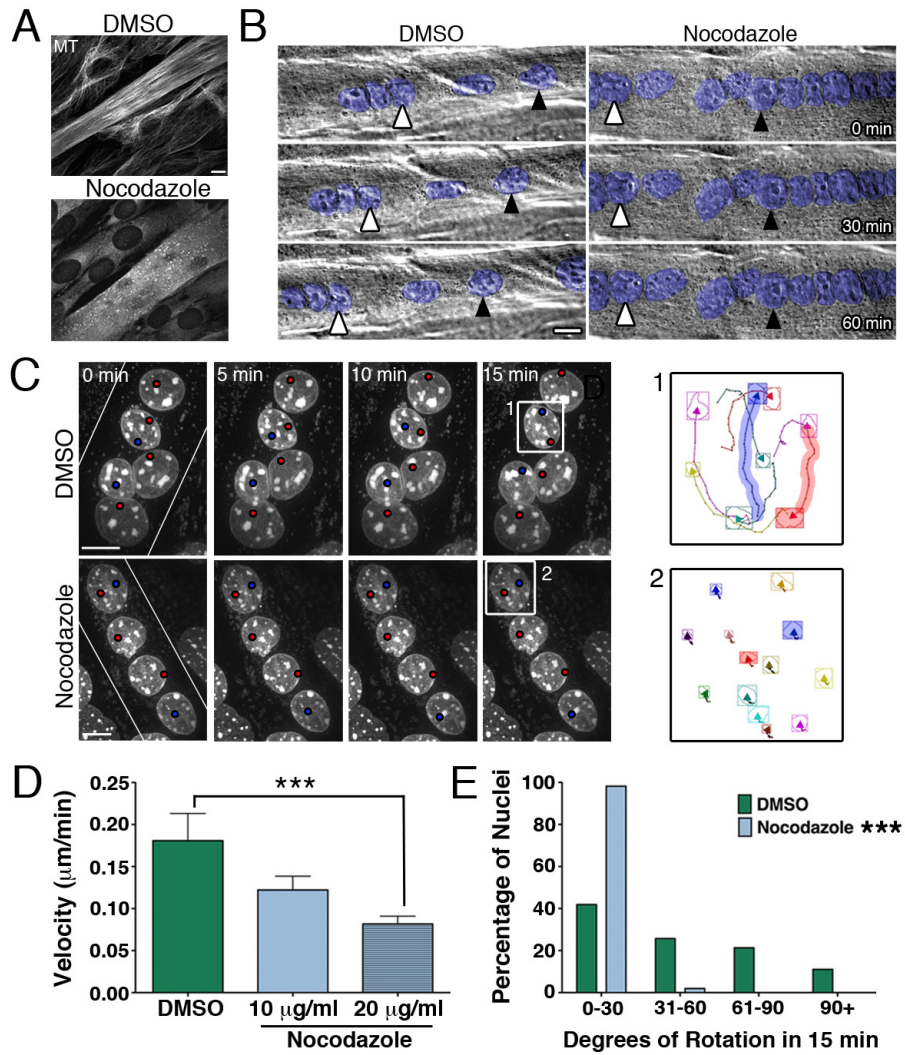 A
DMSO
MT
Nocodazole
B
DMSO
Nocodazole
0 min
30 min
60 min
C
0 min
5 min
10 min
15 min
D
1
DMSO
1
Nocodazole
2
2
D
***
Velocity (μm/min)
0.25
0.20
0.15
0.10
0.05
0.00
DMSO
10 μg/ml
20 μg/ml
Nocodazole
E
Percentage of Nuclei
100
80
60
40
20
0
DMSO
Nocodazole ***
0-30
31-60
61-90
90+
Degrees of Rotation in 15 min